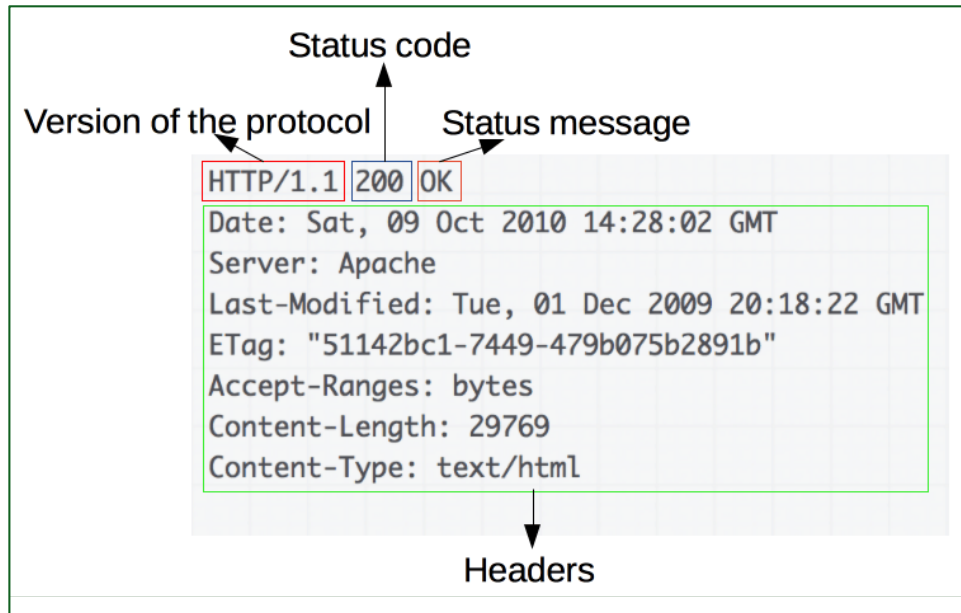 Status code
Version of the protocol Status message
HTTP/1.1 200 OK
Date: Sat, 09 Oct 2010 14:28:02 GMT
Server: Apache
Last-Modified: Tue, 01 Dec 2009 20:18:22 GMT
ETag: "51142bc1-7449-479b075b2891b"
Accept-Ranges: bytes
Content-Length: 29769
Content-Type: text/html
Headers